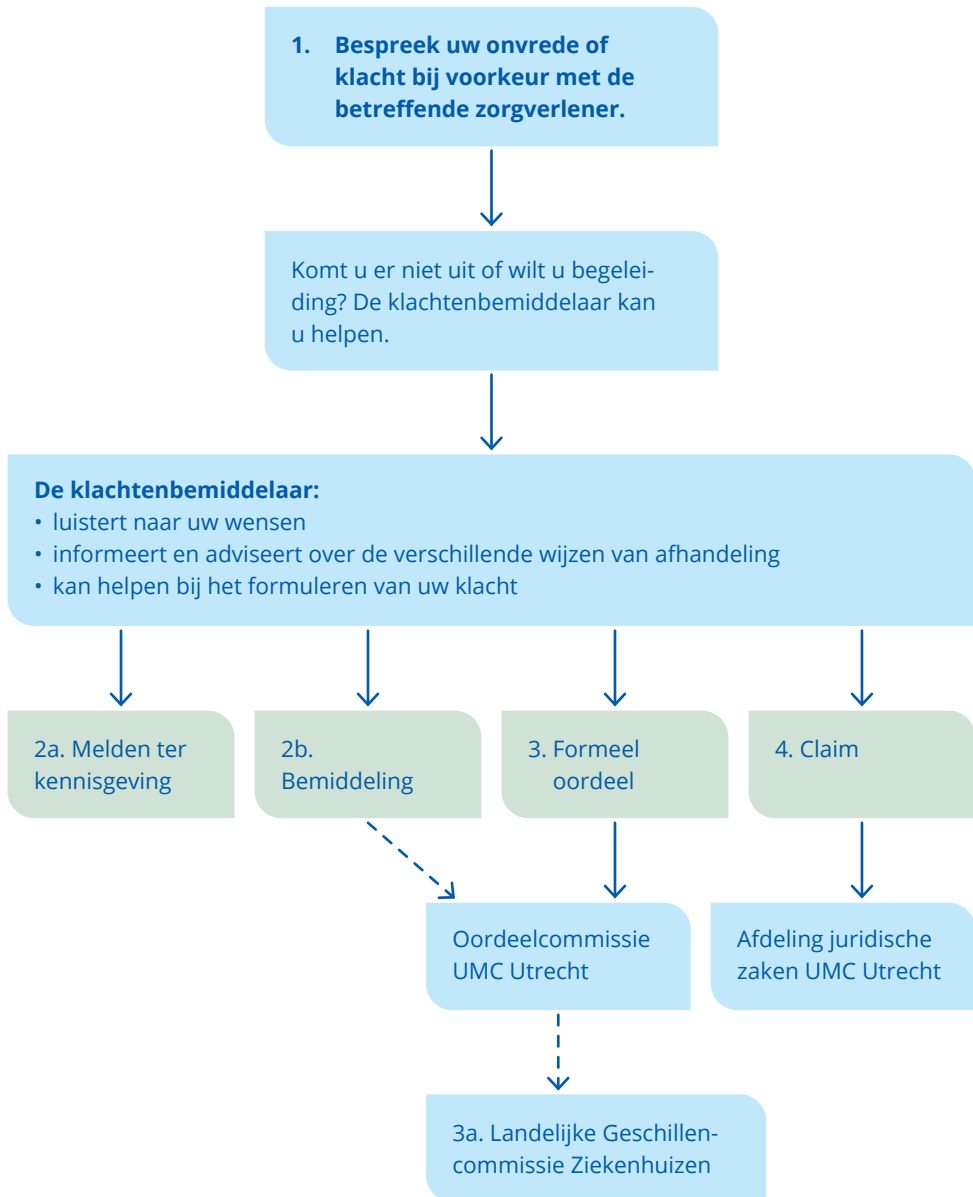 1. Bespreek uw onvrede of
klacht bij voorkeur met de
betreffende zorgverlener.
Komt u er niet uit of wilt u begelei-
ding? De klachtenbemiddelaar kan
u helpen.
De klachtenbemiddelaar:
• luistert naar uw wensen
• informeert en adviseert over de verschillende wijzen van afhandeling
• kan helpen bij het formuleren van uw klacht
2a. Melden ter
kennisgeving
2b.
Bemiddeling
3. Formeel
oordeel
4. Claim
Oordeelcommissie
UMC Utrecht
Afdeling juridische
zaken UMC Utrecht
3a. Landelijke Geschillen-
commissie Ziekenhuizen